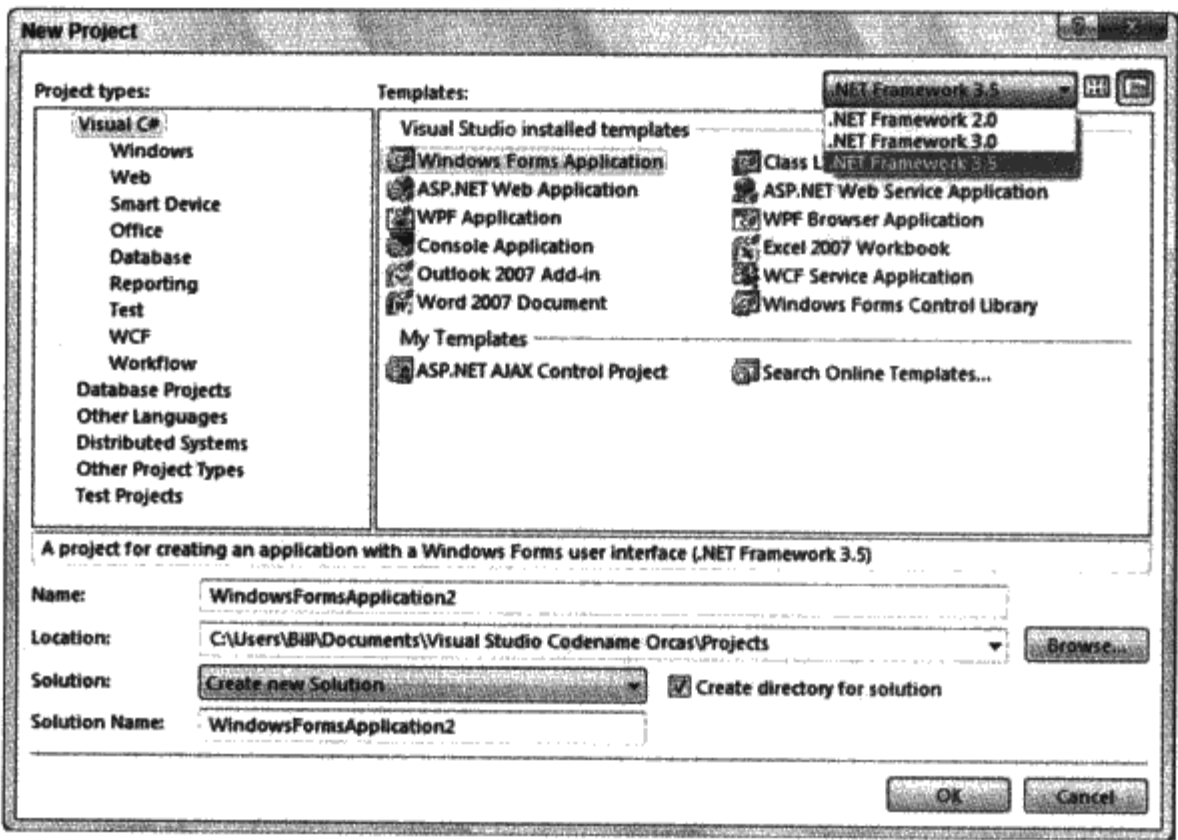 New Project
Project types:
Visual C#
Windows
Web
Smart Device
Office
Database
Reporting
Test
WCF
Workflow
Database Projects
Other Languages
Distributed Systems
Other Project Types
Test Projects
Templates:
.NET Framework 3.5
.NET Framework 2.0
.NET Framework 3.0
.NET Framework 3.5
Visual Studio installed templates
Windows Forms Application
Class L
ASP.NET Web Application
ASP.NET Web Service Application
WPF Application
WPF Browser Application
Console Application
Excel 2007 Workbook
Outlook 2007 Add-in
WCF Service Application
Word 2007 Document
Windows Forms Control Library
My Templates
ASP.NET AJAX Control Project
Search Online Templates...
A project for creating an application with a Windows Forms user interface (.NET Framework 3.5)
Name:
WindowsFormsApplication2
Location:
C:\Users\Bill\Documents\Visual Studio Codename Orcas\Projects
Browse...
Solution:
Create new Solution
Create directory for solution
Solution Name:
WindowsFormsApplication2
OK
Cancel